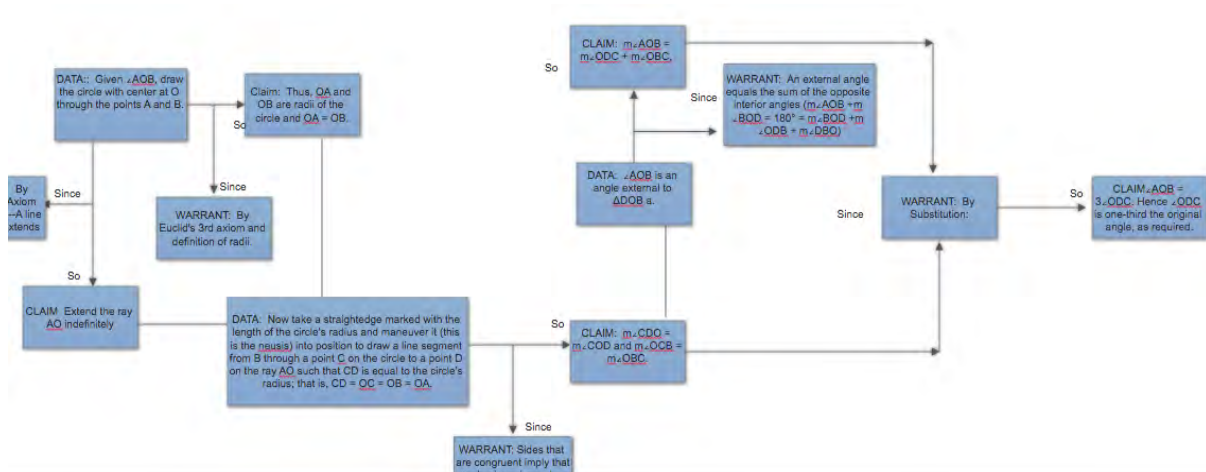 DATA:: Given ∠AOB, draw
the circle with center at O
through the points A and B.
Claim: Thus, OA and
OB are radii of the
circle and OA = OB.
So
Since
WARRANT: By
Euclid's 3rd axiom and
definition of radii.
By
Axiom
--A line
extends
Since
So
CLAIM Extend the ray
AO indefinitely
DATA: Now take a straightedge marked with the
length of the circle's radius and maneuver it (this
is the neusis) into position to draw a line segment
from B through a point C on the circle to a point D
on the ray AO such that CD is equal to the circle's
radius; that is, CD = OC = OB = OA.
So
Since
WARRANT: Sides that
are congruent imply that
CLAIM: m∠CDO =
m∠COD and m∠OCB =
m∠OBC.
DATA: ∠AOB is an
angle external to
ΔDOB a.
So
Since
WARRANT: An external angle
equals the sum of the opposite
interior angles (m∠AOB +m
∠BOD = 180° = m∠BOD +m
∠ODB + m∠DBO)
CLAIM: m∠AOB =
m∠ODC + m∠OBC,
Since
WARRANT: By
Substitution:
So
CLAIM∠AOB =
3∠ODC. Hence ∠ODC
is one-third the original
angle, as required.